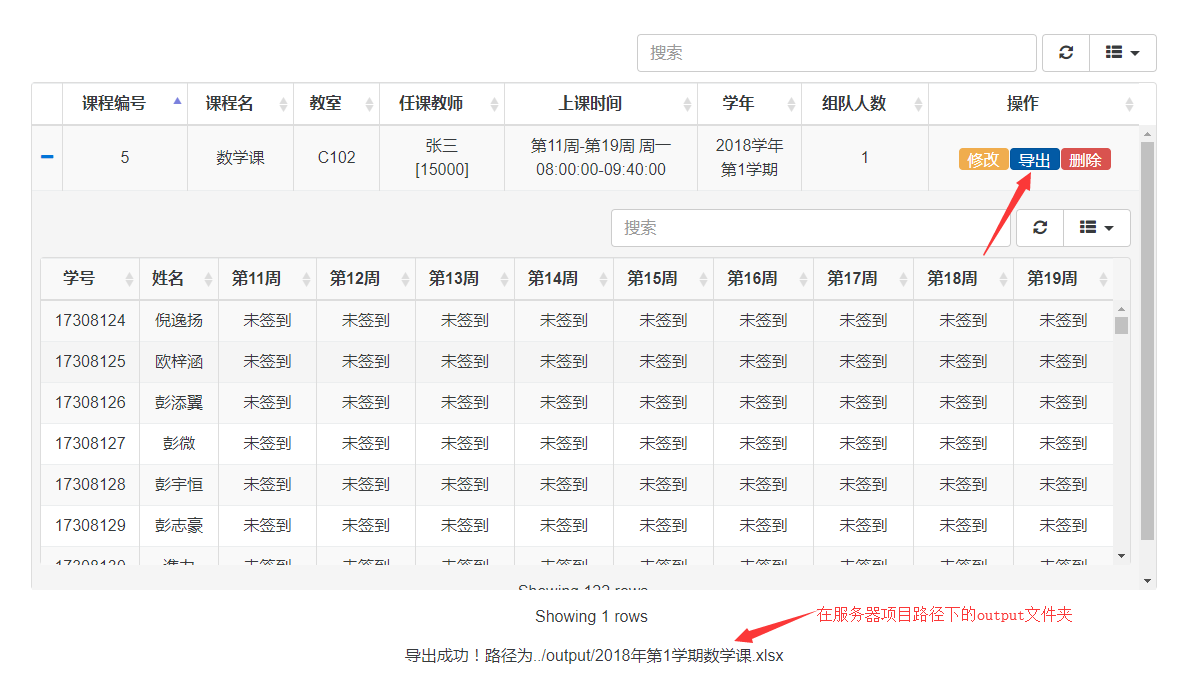 搜索
课程编号 课程名 教室 任课教师 上课时间 学年 组队人数 操作
5 数学课 C102 张三 [15000] 第11周-第19周 周一 08:00:00-09:40:00 2018学年 第1学期 1 修改 导出 删除
搜索
学号 姓名 第11周 第12周 第13周 第14周 第15周 第16周 第17周 第18周 第19周
17308124 倪逸扬 未签到 未签到 未签到 未签到 未签到 未签到 未签到 未签到 未签到
17308125 欧梓涵 未签到 未签到 未签到 未签到 未签到 未签到 未签到 未签到 未签到
17308126 彭添翼 未签到 未签到 未签到 未签到 未签到 未签到 未签到 未签到 未签到
17308127 彭微 未签到 未签到 未签到 未签到 未签到 未签到 未签到 未签到 未签到
17308128 彭宇恒 未签到 未签到 未签到 未签到 未签到 未签到 未签到 未签到 未签到
17308129 彭志豪 未签到 未签到 未签到 未签到 未签到 未签到 未签到 未签到 未签到
Showing 1 rows
在服务器项目路径下的output文件夹
导出成功！路径为../output/2018年第1学期数学课.xlsx